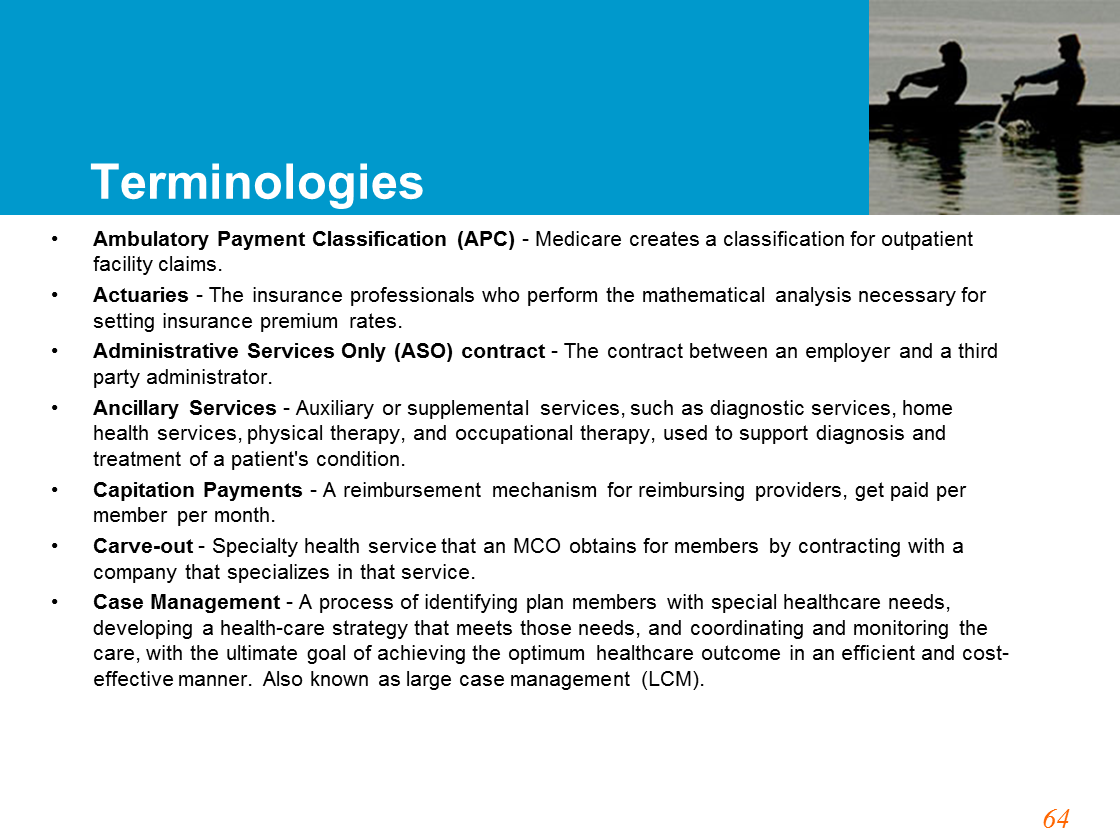 Terminologies
• Ambulatory Payment Classification (APC) - Medicare creates a classification for outpatient
facility claims.
• Actuaries - The insurance professionals who perform the mathematical analysis necessary for
setting insurance premium rates.
• Administrative Services Only (ASO) contract - The contract between an employer and a third
party administrator.
• Ancillary Services - Auxiliary or supplemental services, such as diagnostic services, home
health services, physical therapy, and occupational therapy, used to support diagnosis and
treatment of a patient's condition.
• Capitation Payments - A reimbursement mechanism for reimbursing providers, get paid per
member per month.
• Carve-out - Specialty health service that an MCO obtains for members by contracting with a
company that specializes in that service.
• Case Management - A process of identifying plan members with special healthcare needs,
developing a health-care strategy that meets those needs, and coordinating and monitoring the
care, with the ultimate goal of achieving the optimum healthcare outcome in an efficient and cost-
effective manner. Also known as large case management (LCM).
64